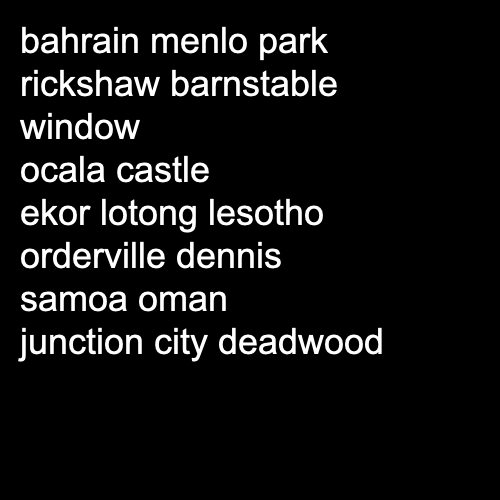 bahrain menlo park
rickshaw barnstable
window
ocala castle
ekor lotong lesotho
orderville dennis
samoa oman
junction city deadwood